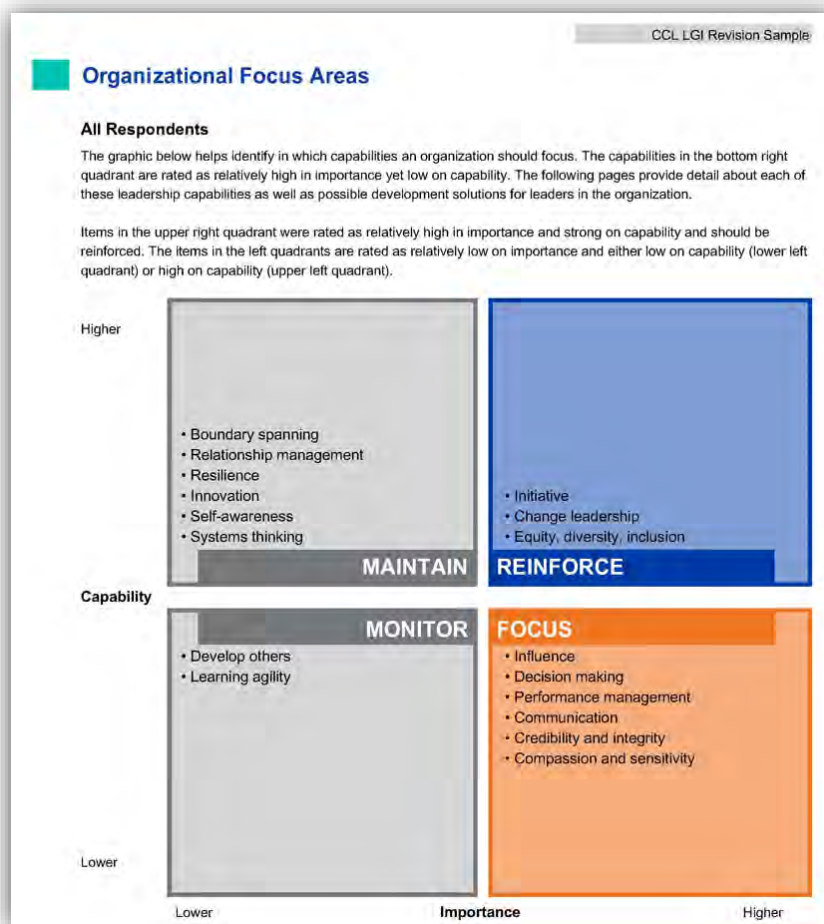 CCL LGI Revision Sample
Organizational Focus Areas
All Respondents
The graphic below helps identify in which capabilities an organization should focus. The capabilities in the bottom right
quadrant are rated as relatively high in importance yet low on capability. The following pages provide detail about each of
these leadership capabilities as well as possible development solutions for leaders in the organization.
Items in the upper right quadrant were rated as relatively high in importance and strong on capability and should be
reinforced. The items in the left quadrants are rated as relatively low on importance and either low on capability (lower left
quadrant) or high on capability (upper left quadrant).
Higher
• Boundary spanning
• Relationship management
• Resilience
• Innovation
• Self-awareness
• Systems thinking
MAINTAIN
• Initiative
• Change leadership
• Equity, diversity, inclusion
REINFORCE
Capability
MONITOR
• Develop others
• Learning agility
FOCUS
• Influence
• Decision making
• Performance management
• Communication
• Credibility and integrity
• Compassion and sensitivity
Lower
Lower
Importance
Higher